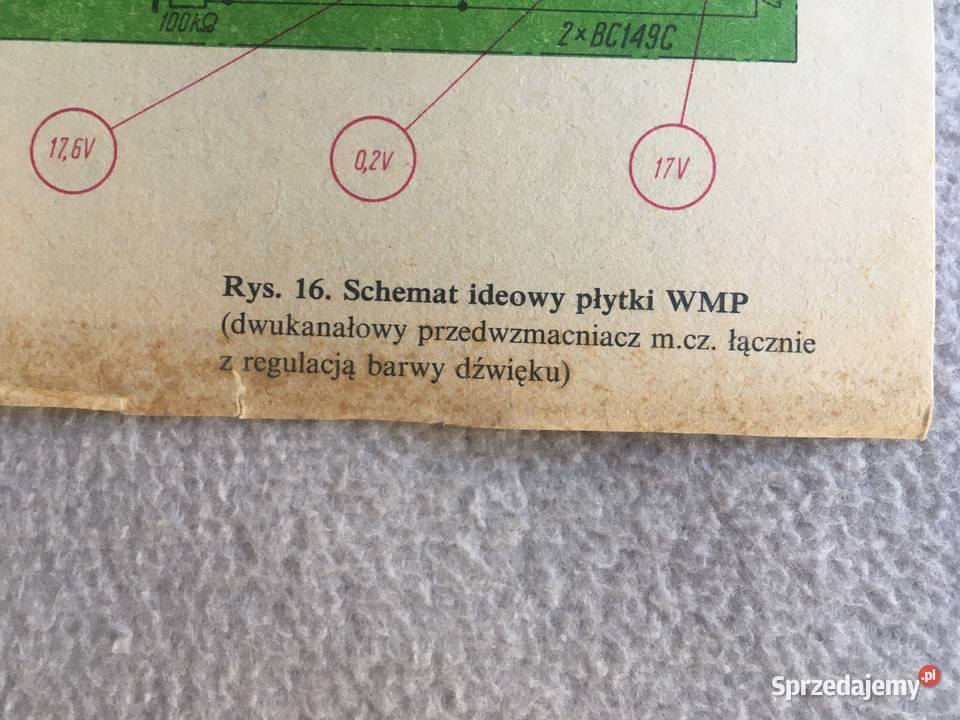 100kΩ
2×BC149C
17,6V
0,2V
17V
Rys. 16. Schemat ideowy płytki WMP
(dwukanałowy przedwzmacniacz m.cz. łącznie
z regulacją barwy dźwięku)
Sprzedajemy.pl